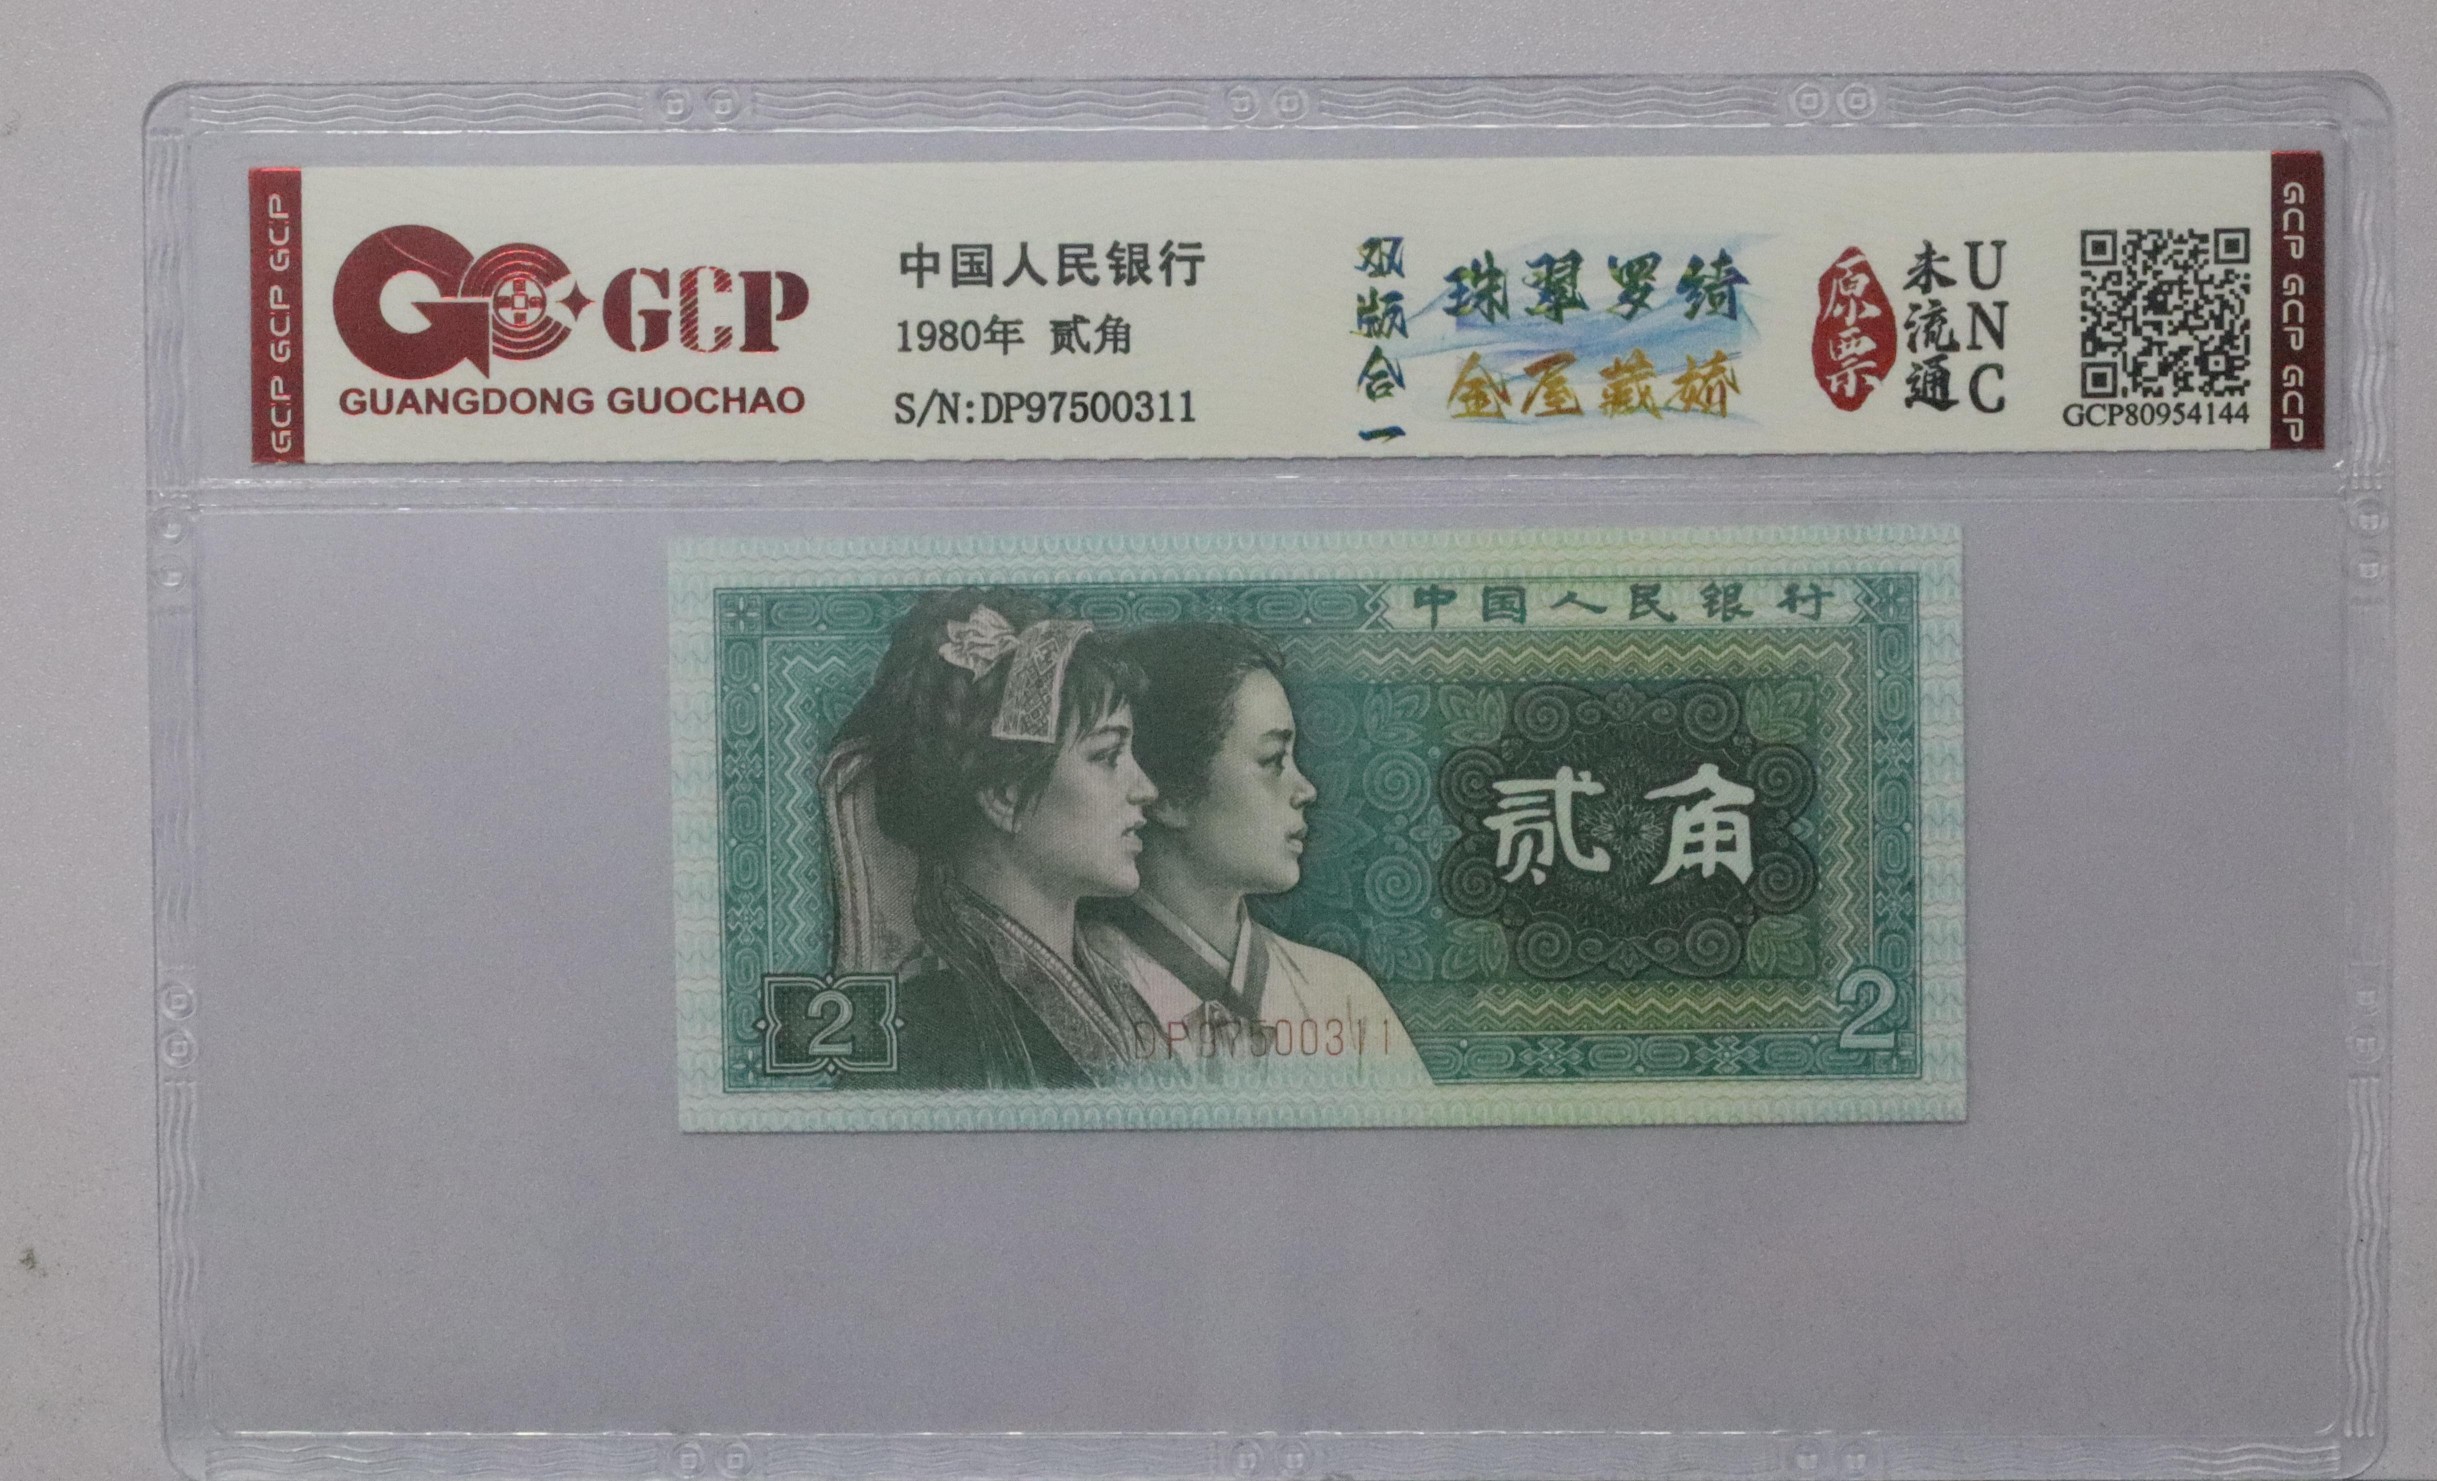 GCP GCP GCP
GCP
GUANGDONG GUOCHAO
中国人民银行
1980年 贰角
S/N:DP97500311
双版合一
珠翠罗绮
金屋藏娇
原票
未流通
UNC
GCP80954144
GCP GCP GCP
中国人民银行
贰角
2
DP97500311
2